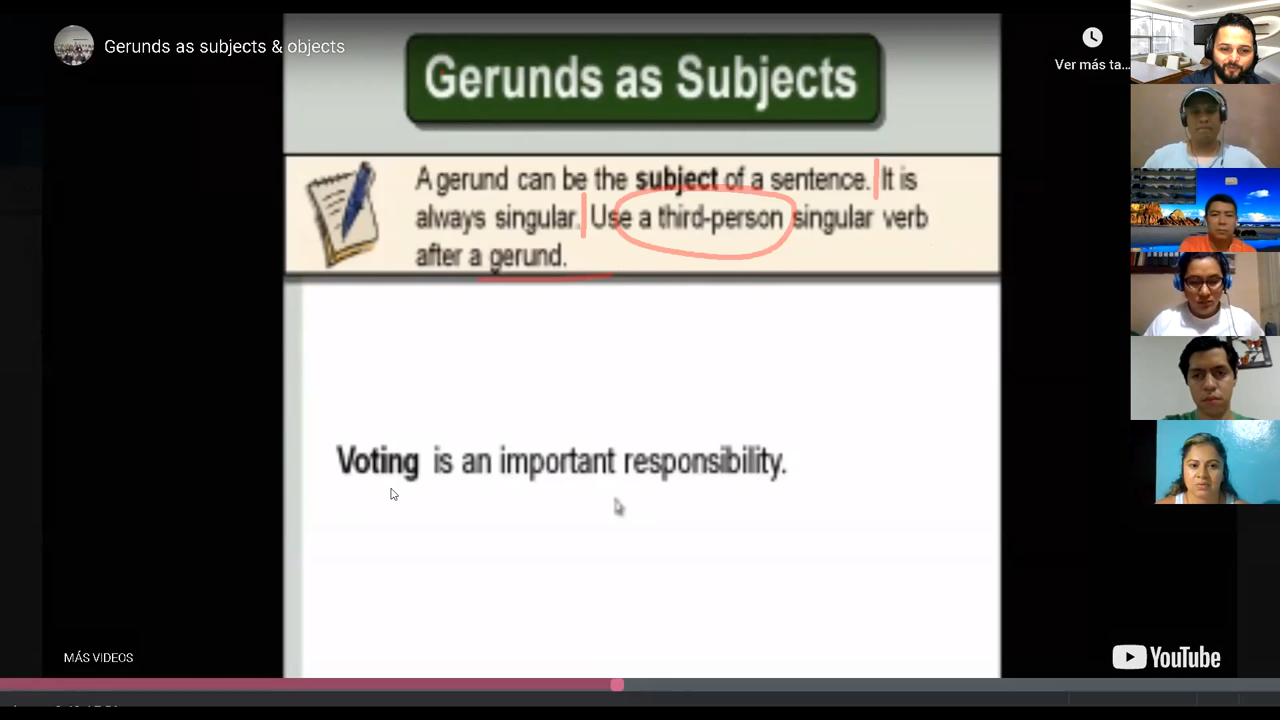 Gerunds as subjects & objects
Ver más ta...
Gerunds as Subjects
A gerund can be the subject of a sentence. It is
always singular. Use a third-person singular verb
after a gerund.
Voting is an important responsibility.
MÁS VIDEOS
YouTube